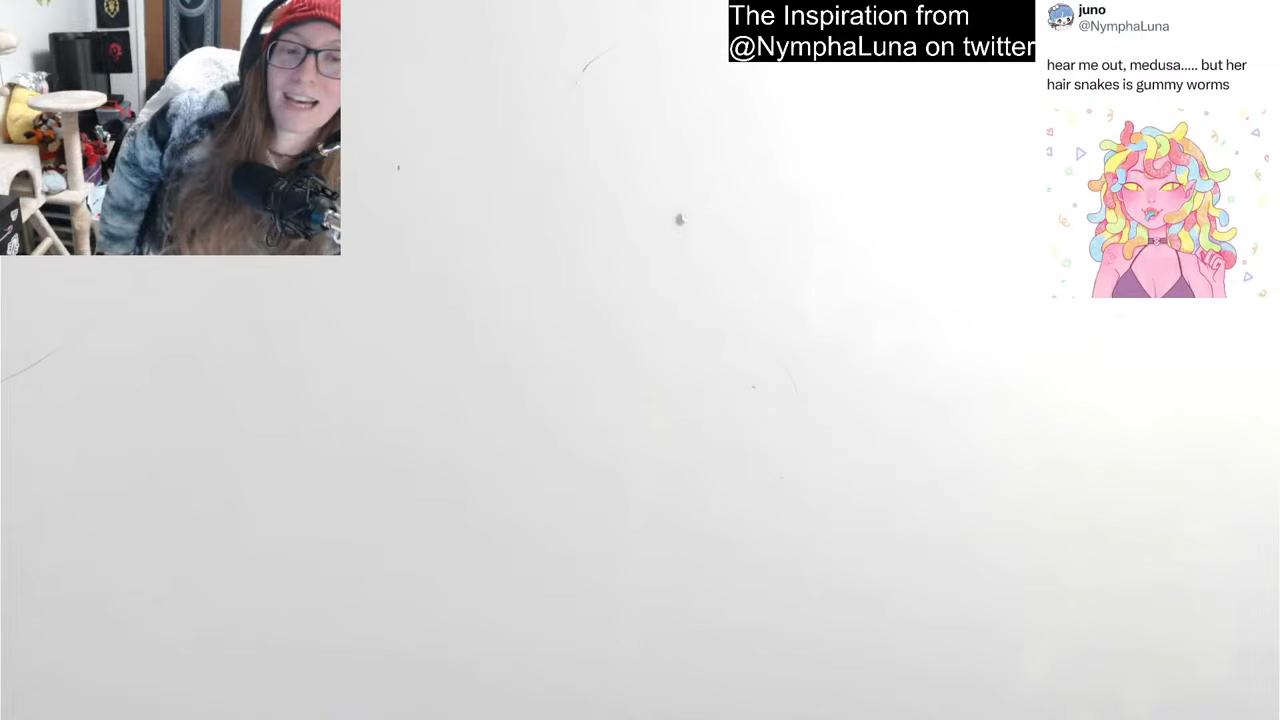 The Inspiration from
@NymphaLuna on twitter
juno
@NymphaLuna
hear me out, medusa..... but her
hair snakes is gummy worms